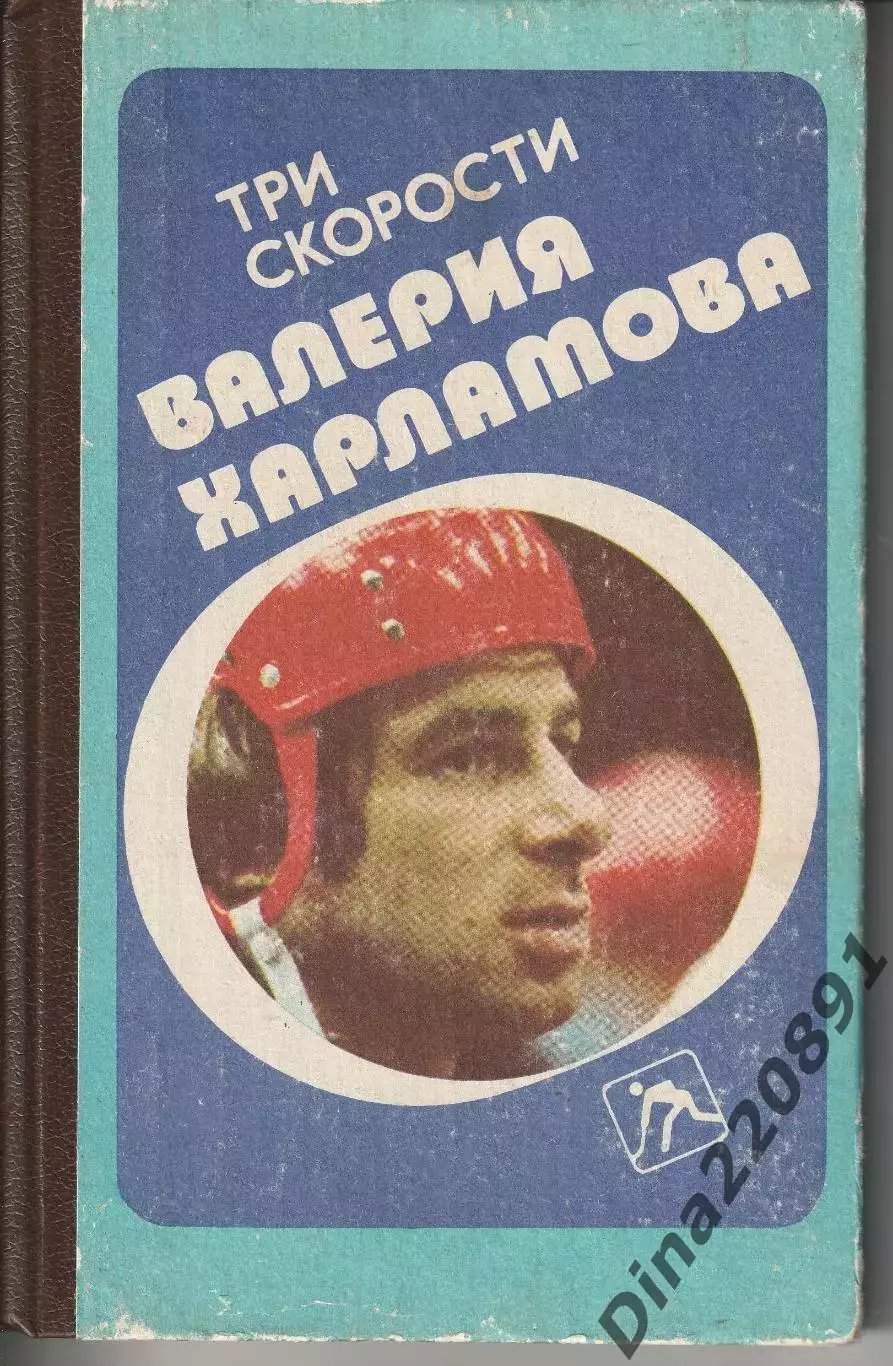 ТРИ
СКОРОСТИ
ВАЛЕРИЯ
ХАРЛАМОВА
Dina220891